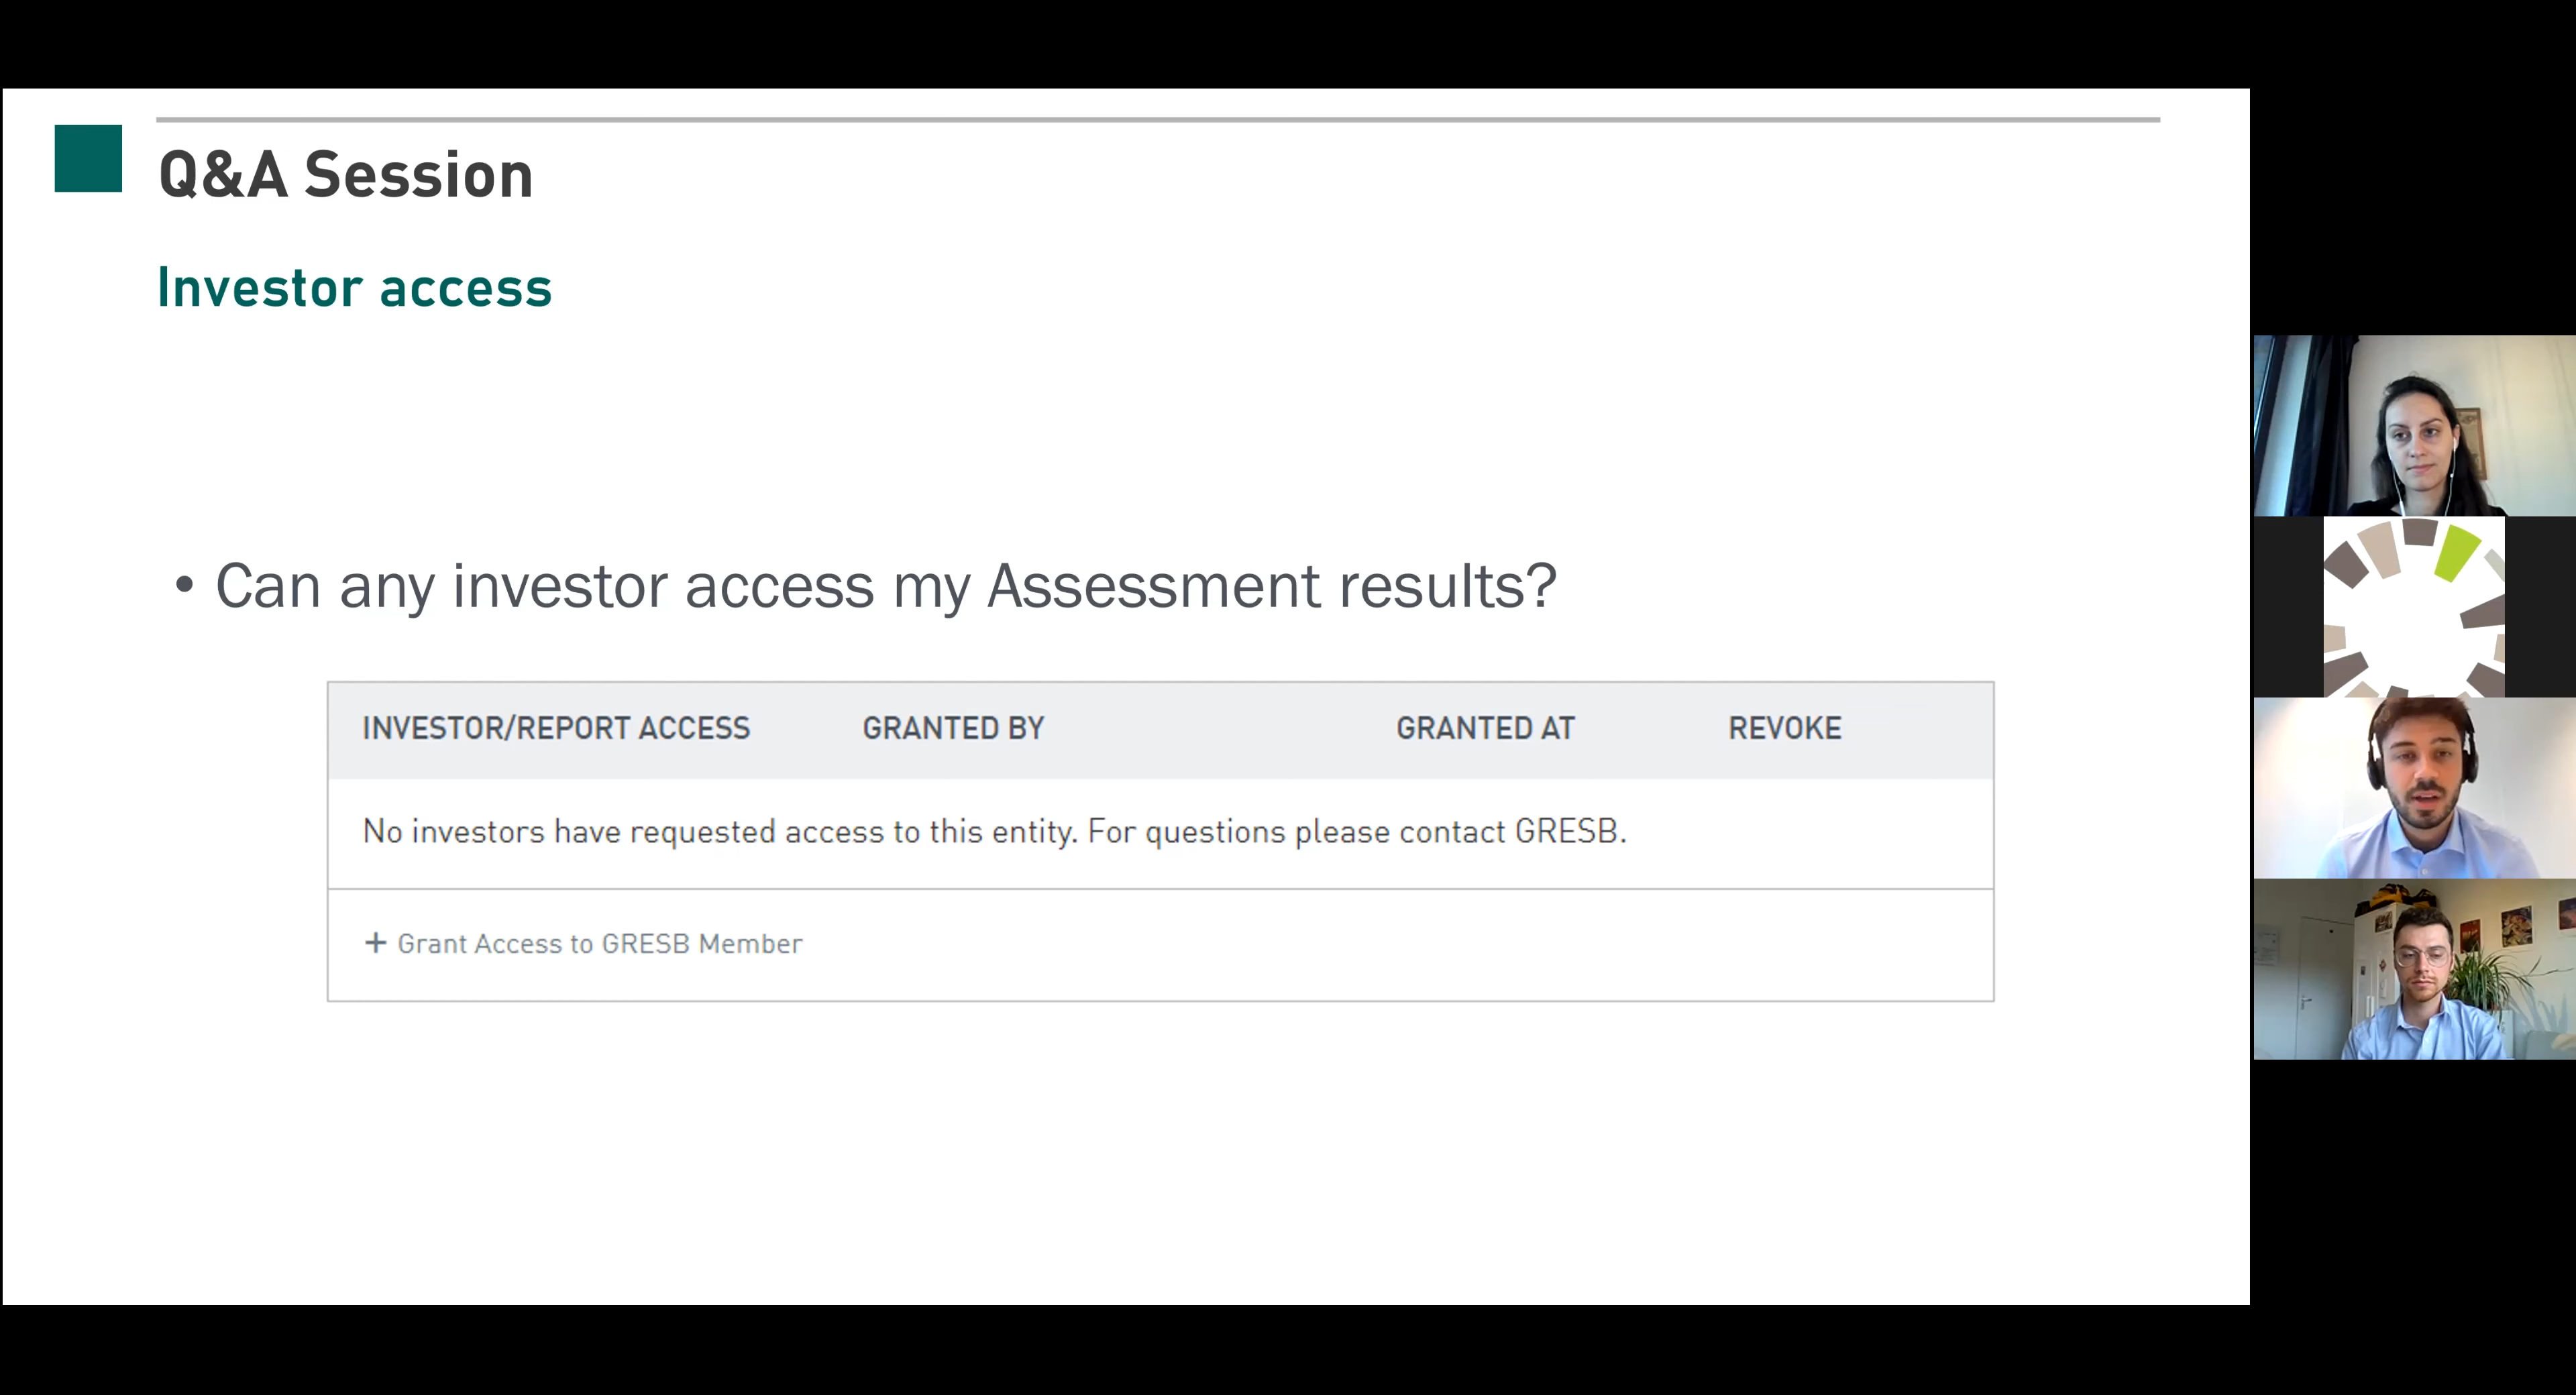 Q&A Session
Investor access
• Can any investor access my Assessment results?
INVESTOR/REPORT ACCESS GRANTED BY GRANTED AT REVOKE
No investors have requested access to this entity. For questions please contact GRESB.
+ Grant Access to GRESB Member